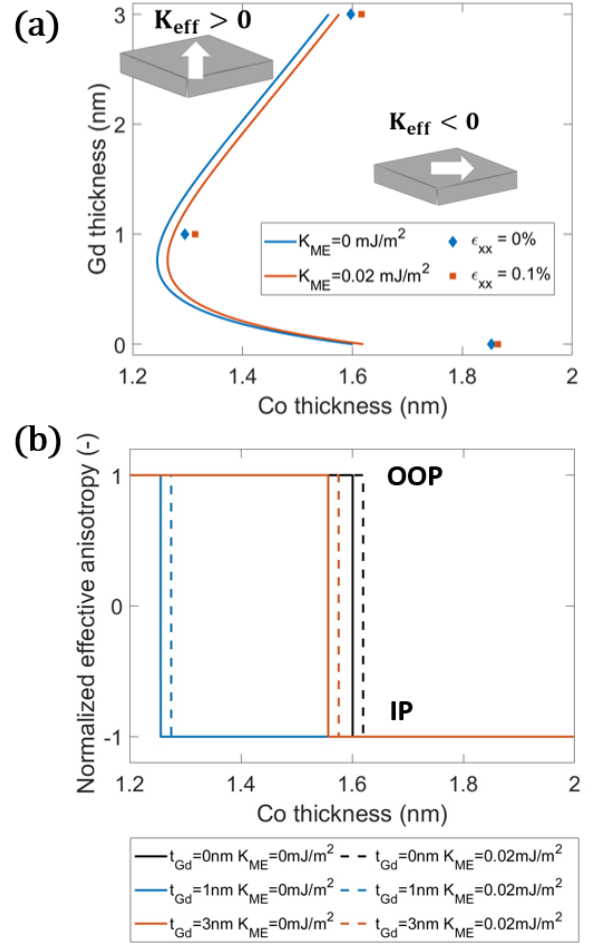 (a)
K_eff > 0
K_eff < 0
Gd thickness (nm)
3
2
1
0
K_ME=0 mJ/m²
K_ME=0.02 mJ/m²
ϵ_xx = 0%
ϵ_xx = 0.1%
1.2 1.4 1.6 1.8 2
Co thickness (nm)
(b)
Normalized effective anisotropy (-)
1
0
-1
OOP
IP
1.2 1.4 1.6 1.8 2
Co thickness (nm)
t_Gd=0nm K_ME=0mJ/m² t_Gd=0nm K_ME=0.02mJ/m²
t_Gd=1nm K_ME=0mJ/m² t_Gd=1nm K_ME=0.02mJ/m²
t_Gd=3nm K_ME=0mJ/m² t_Gd=3nm K_ME=0.02mJ/m²